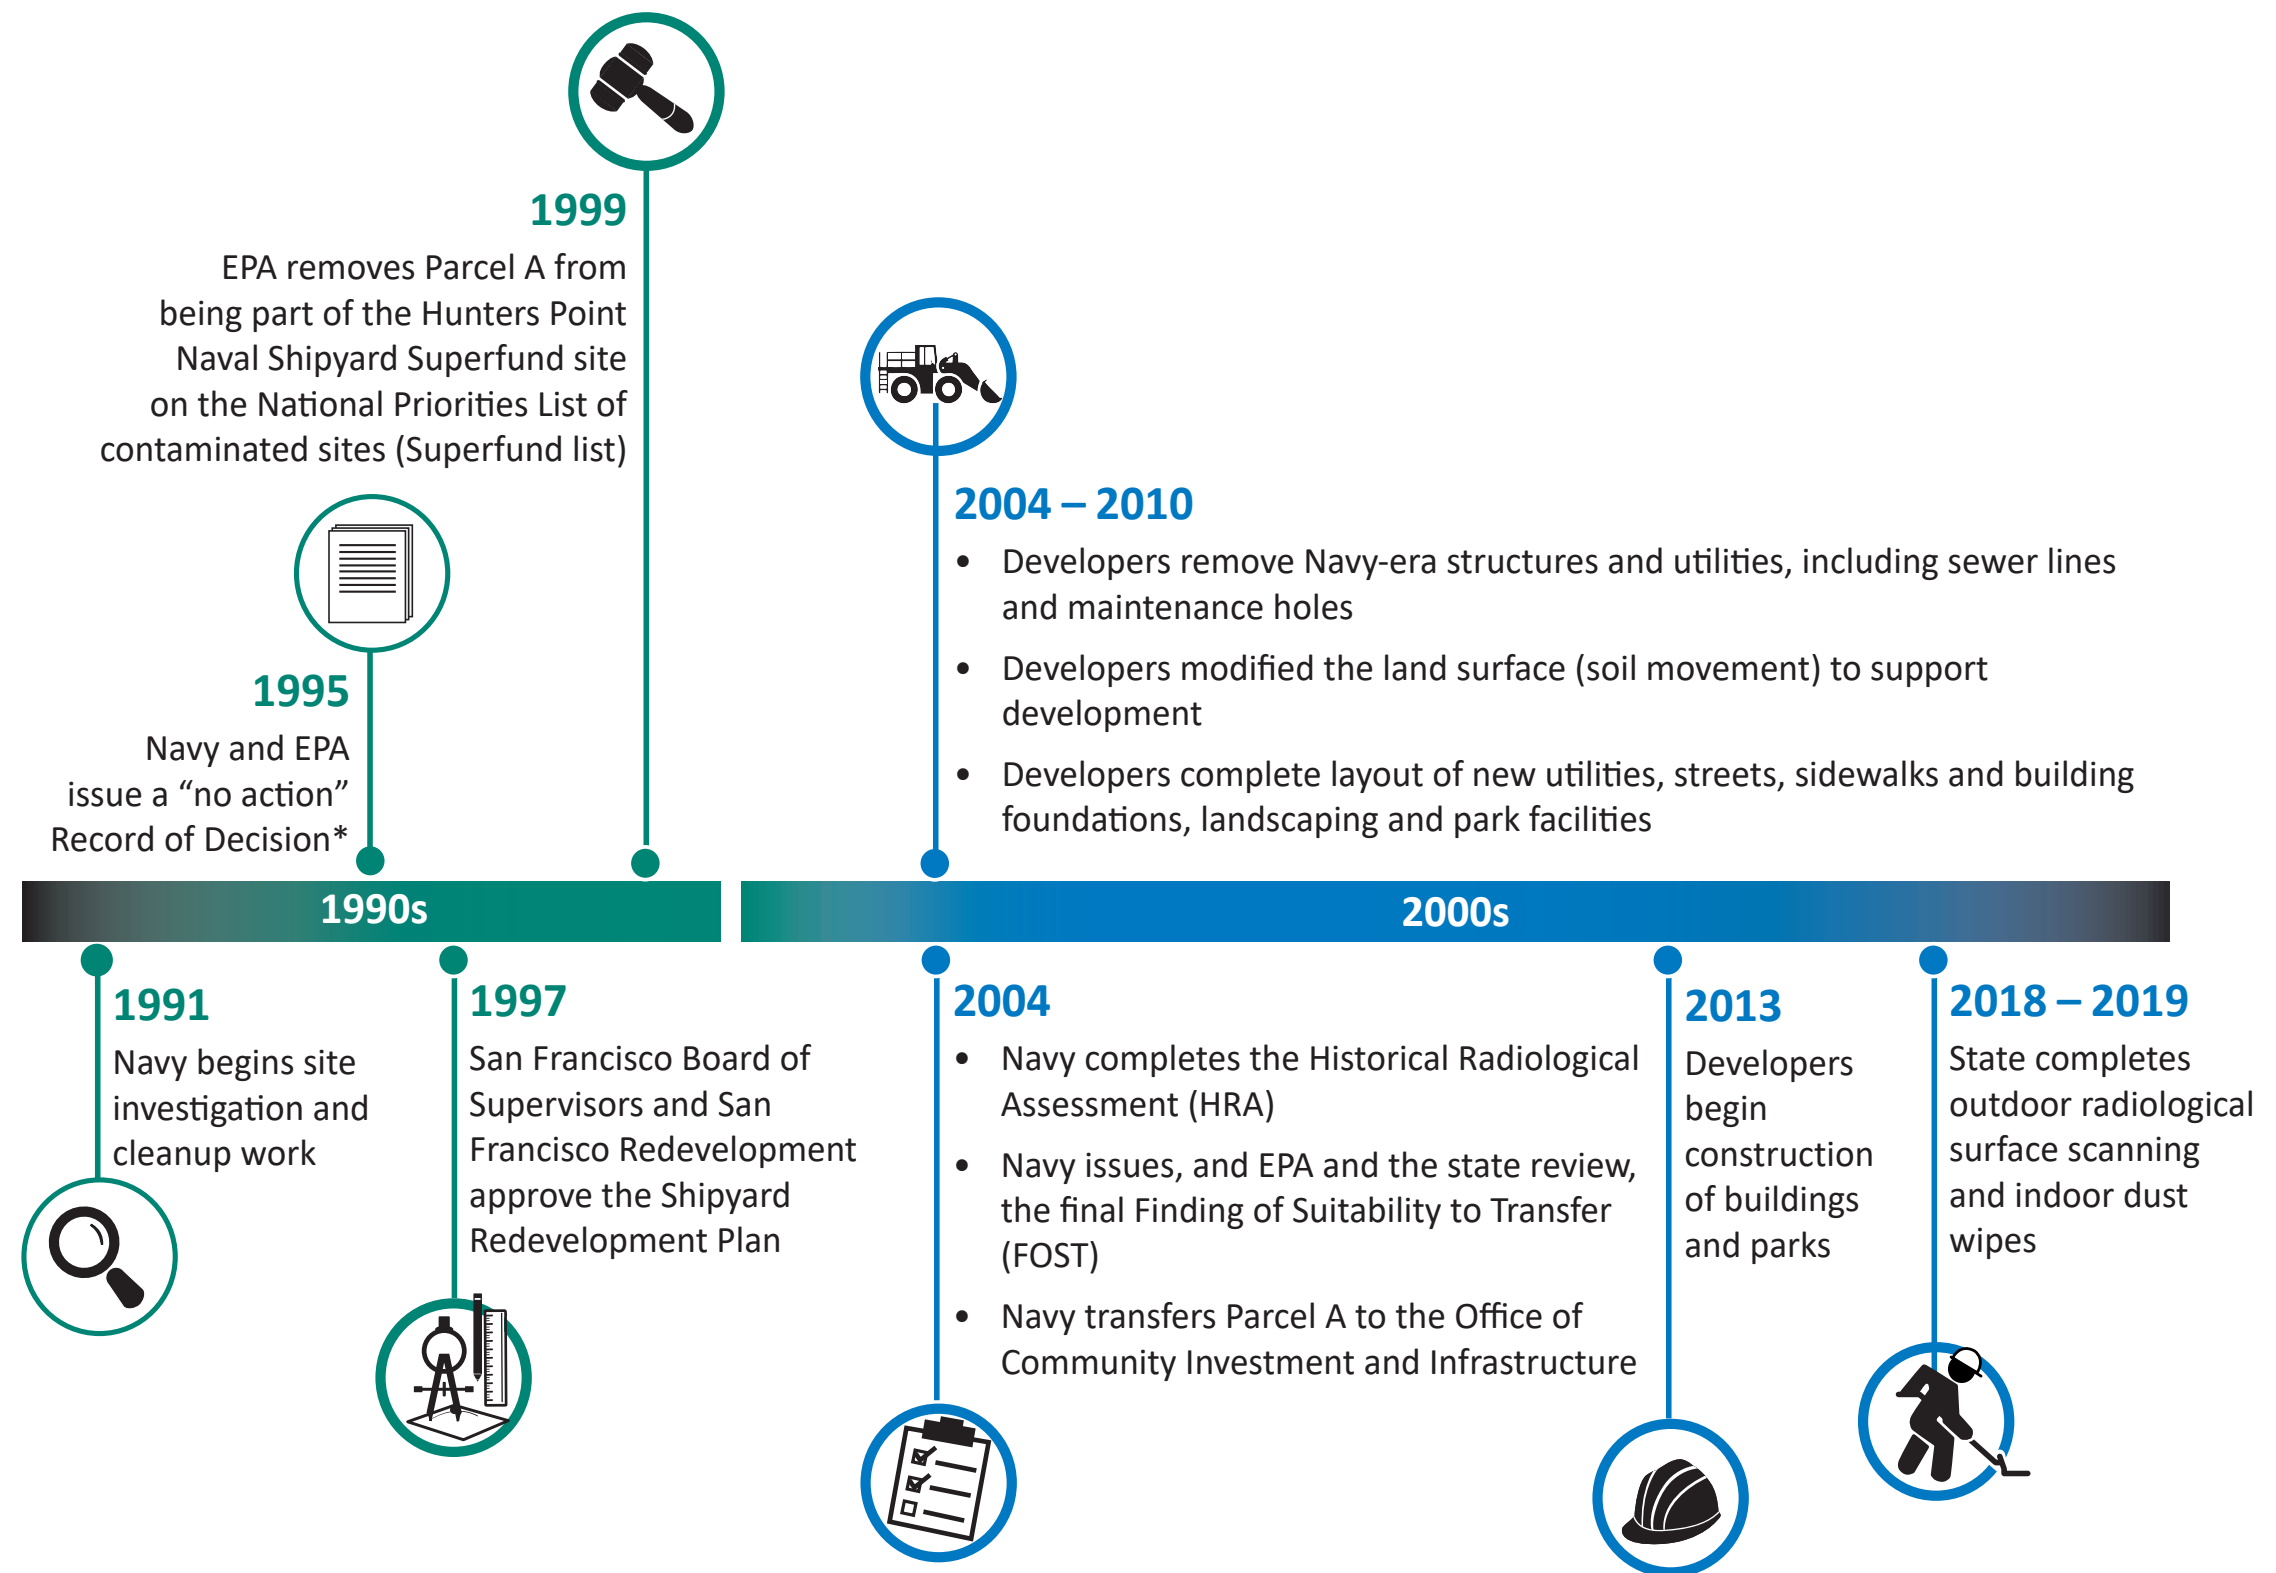 1999
EPA removes Parcel A from
being part of the Hunters Point
Naval Shipyard Superfund site
on the National Priorities List of
contaminated sites (Superfund list)
1995
Navy and EPA
issue a “no action”
Record of Decision*
2004 – 2010
• Developers remove Navy-era structures and utilities, including sewer lines
and maintenance holes
• Developers modified the land surface (soil movement) to support
development
• Developers complete layout of new utilities, streets, sidewalks and building
foundations, landscaping and park facilities
1990s
2000s
1991
Navy begins site
investigation and
cleanup work
1997
San Francisco Board of
Supervisors and San
Francisco Redevelopment
approve the Shipyard
Redevelopment Plan
2004
• Navy completes the Historical Radiological
Assessment (HRA)
• Navy issues, and EPA and the state review,
the final Finding of Suitability to Transfer
(FOST)
• Navy transfers Parcel A to the Office of
Community Investment and Infrastructure
2013
Developers
begin
construction
of buildings
and parks
2018 – 2019
State completes
outdoor radiological
surface scanning
and indoor dust
wipes